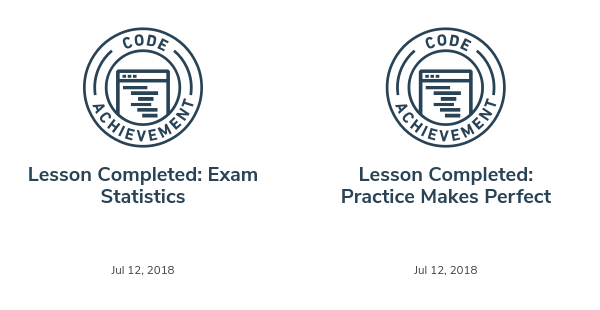 CODE
ACHIEVEMENT
Lesson Completed: Exam
Statistics
Jul 12, 2018
CODE
ACHIEVEMENT
Lesson Completed:
Practice Makes Perfect
Jul 12, 2018